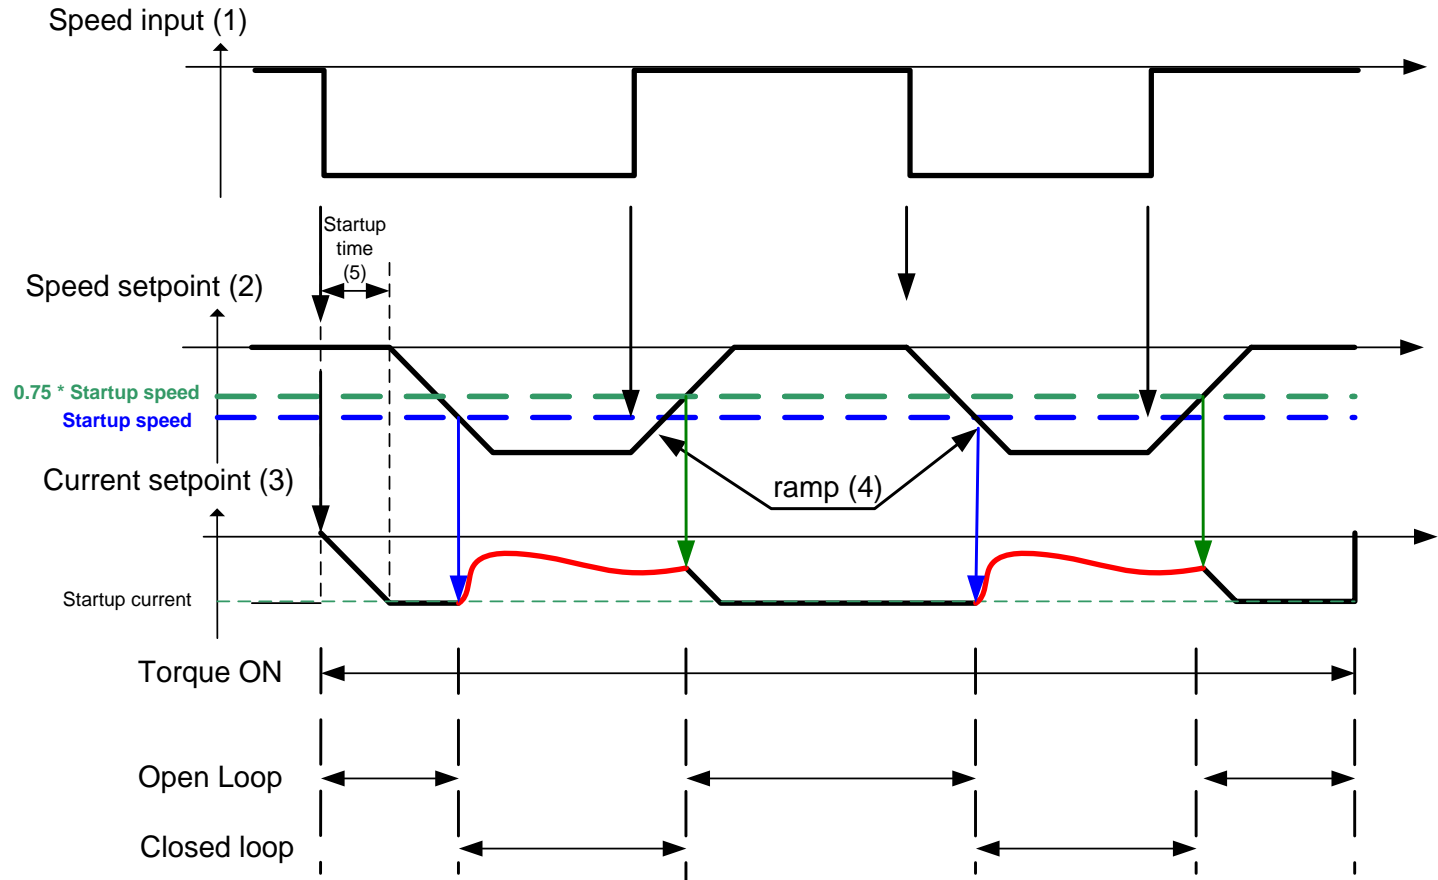 Speed input (1)
Startup
time
(5)
Speed setpoint (2)
0.75 * Startup speed
Startup speed
Current setpoint (3)
ramp (4)
Startup current
Torque ON
Open Loop
Closed loop